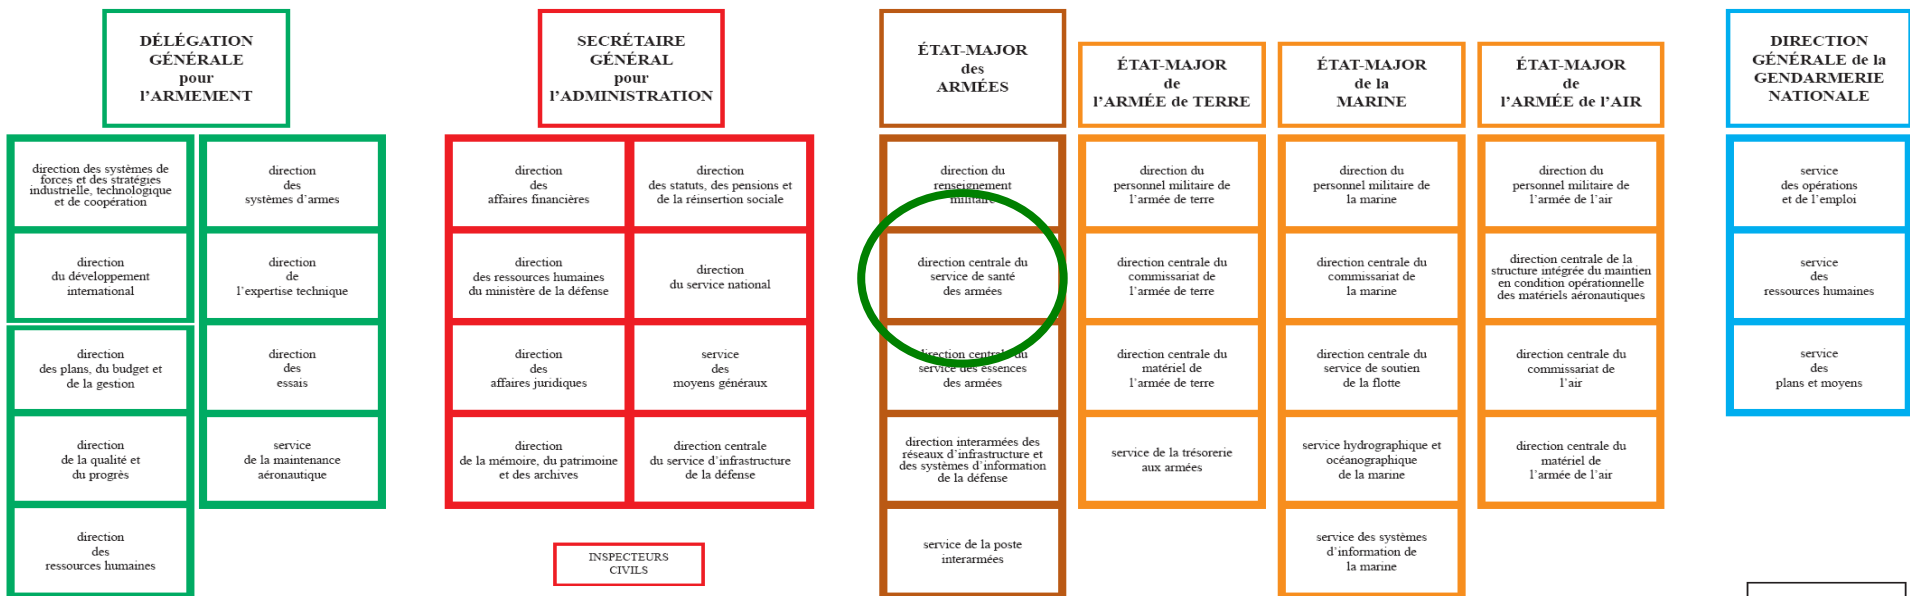 DÉLÉGATION
GÉNÉRALE
pour
l'ARMEMENT
direction des systèmes de
forces et des stratégies
industrielle, technologique
et de coopération
direction
du développement
international
direction
des plans, du budget et
de la gestion
direction
de la qualité et
du progrès
direction
des
ressources humaines
direction
des
systèmes d'armes
direction
de
l'expertise technique
direction
des
essais
service
de la maintenance
aéronautique
SECRÉTAIRE
GÉNÉRAL
pour
l'ADMINISTRATION
direction
des
affaires financières
direction
des ressources humaines
du ministère de la défense
direction
des
affaires juridiques
direction
de la mémoire, du patrimoine
et des archives
direction
des statuts, des pensions et
de la réinsertion sociale
direction
du service national
service
des
moyens généraux
direction centrale
du service d'infrastructure
de la défense
INSPECTEURS
CIVILS
ÉTAT-MAJOR
des
ARMÉES
direction du
renseignement
militaire
direction centrale du
service de santé
des armées
direction centrale du
service des essences
des armées
direction interarmées des
réseaux d'infrastructure et
des systèmes d'information
de la défense
service de la poste
interarmées
ÉTAT-MAJOR
de
l'ARMÉE de TERRE
direction du
personnel militaire de
l'armée de terre
direction centrale du
commissariat de
l'armée de terre
direction centrale du
matériel de
l'armée de terre
service de la trésorerie
aux armées
ÉTAT-MAJOR
de la
MARINE
direction du
personnel militaire de
la marine
direction centrale du
commissariat de
la marine
direction centrale du
service de soutien
de la flotte
service hydrographique et
océanographique
de la marine
service des systèmes
d'information de
la marine
ÉTAT-MAJOR
de
l'ARMÉE de l'AIR
direction du
personnel militaire de
l'armée de l'air
direction centrale de la
structure intégrée du maintien
en condition opérationnelle
des matériels aéronautiques
direction centrale du
commissariat de
l'air
direction centrale du
matériel de
l'armée de l'air
DIRECTION
GÉNÉRALE de la
GENDARMERIE
NATIONALE
service
des opérations
et de l'emploi
service
des
ressources humaines
service
des
plans et moyens